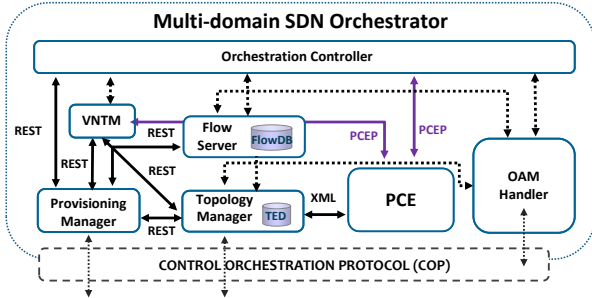 Multi-domain SDN Orchestrator
Orchestration Controller
REST
VNTM
REST
Flow
Server
FlowDB
PCEP
PCEP
REST
REST
OAM
Handler
Provisioning
Manager
REST
Topology
Manager
TED
XML
PCE
CONTROL ORCHESTRATION PROTOCOL (COP)